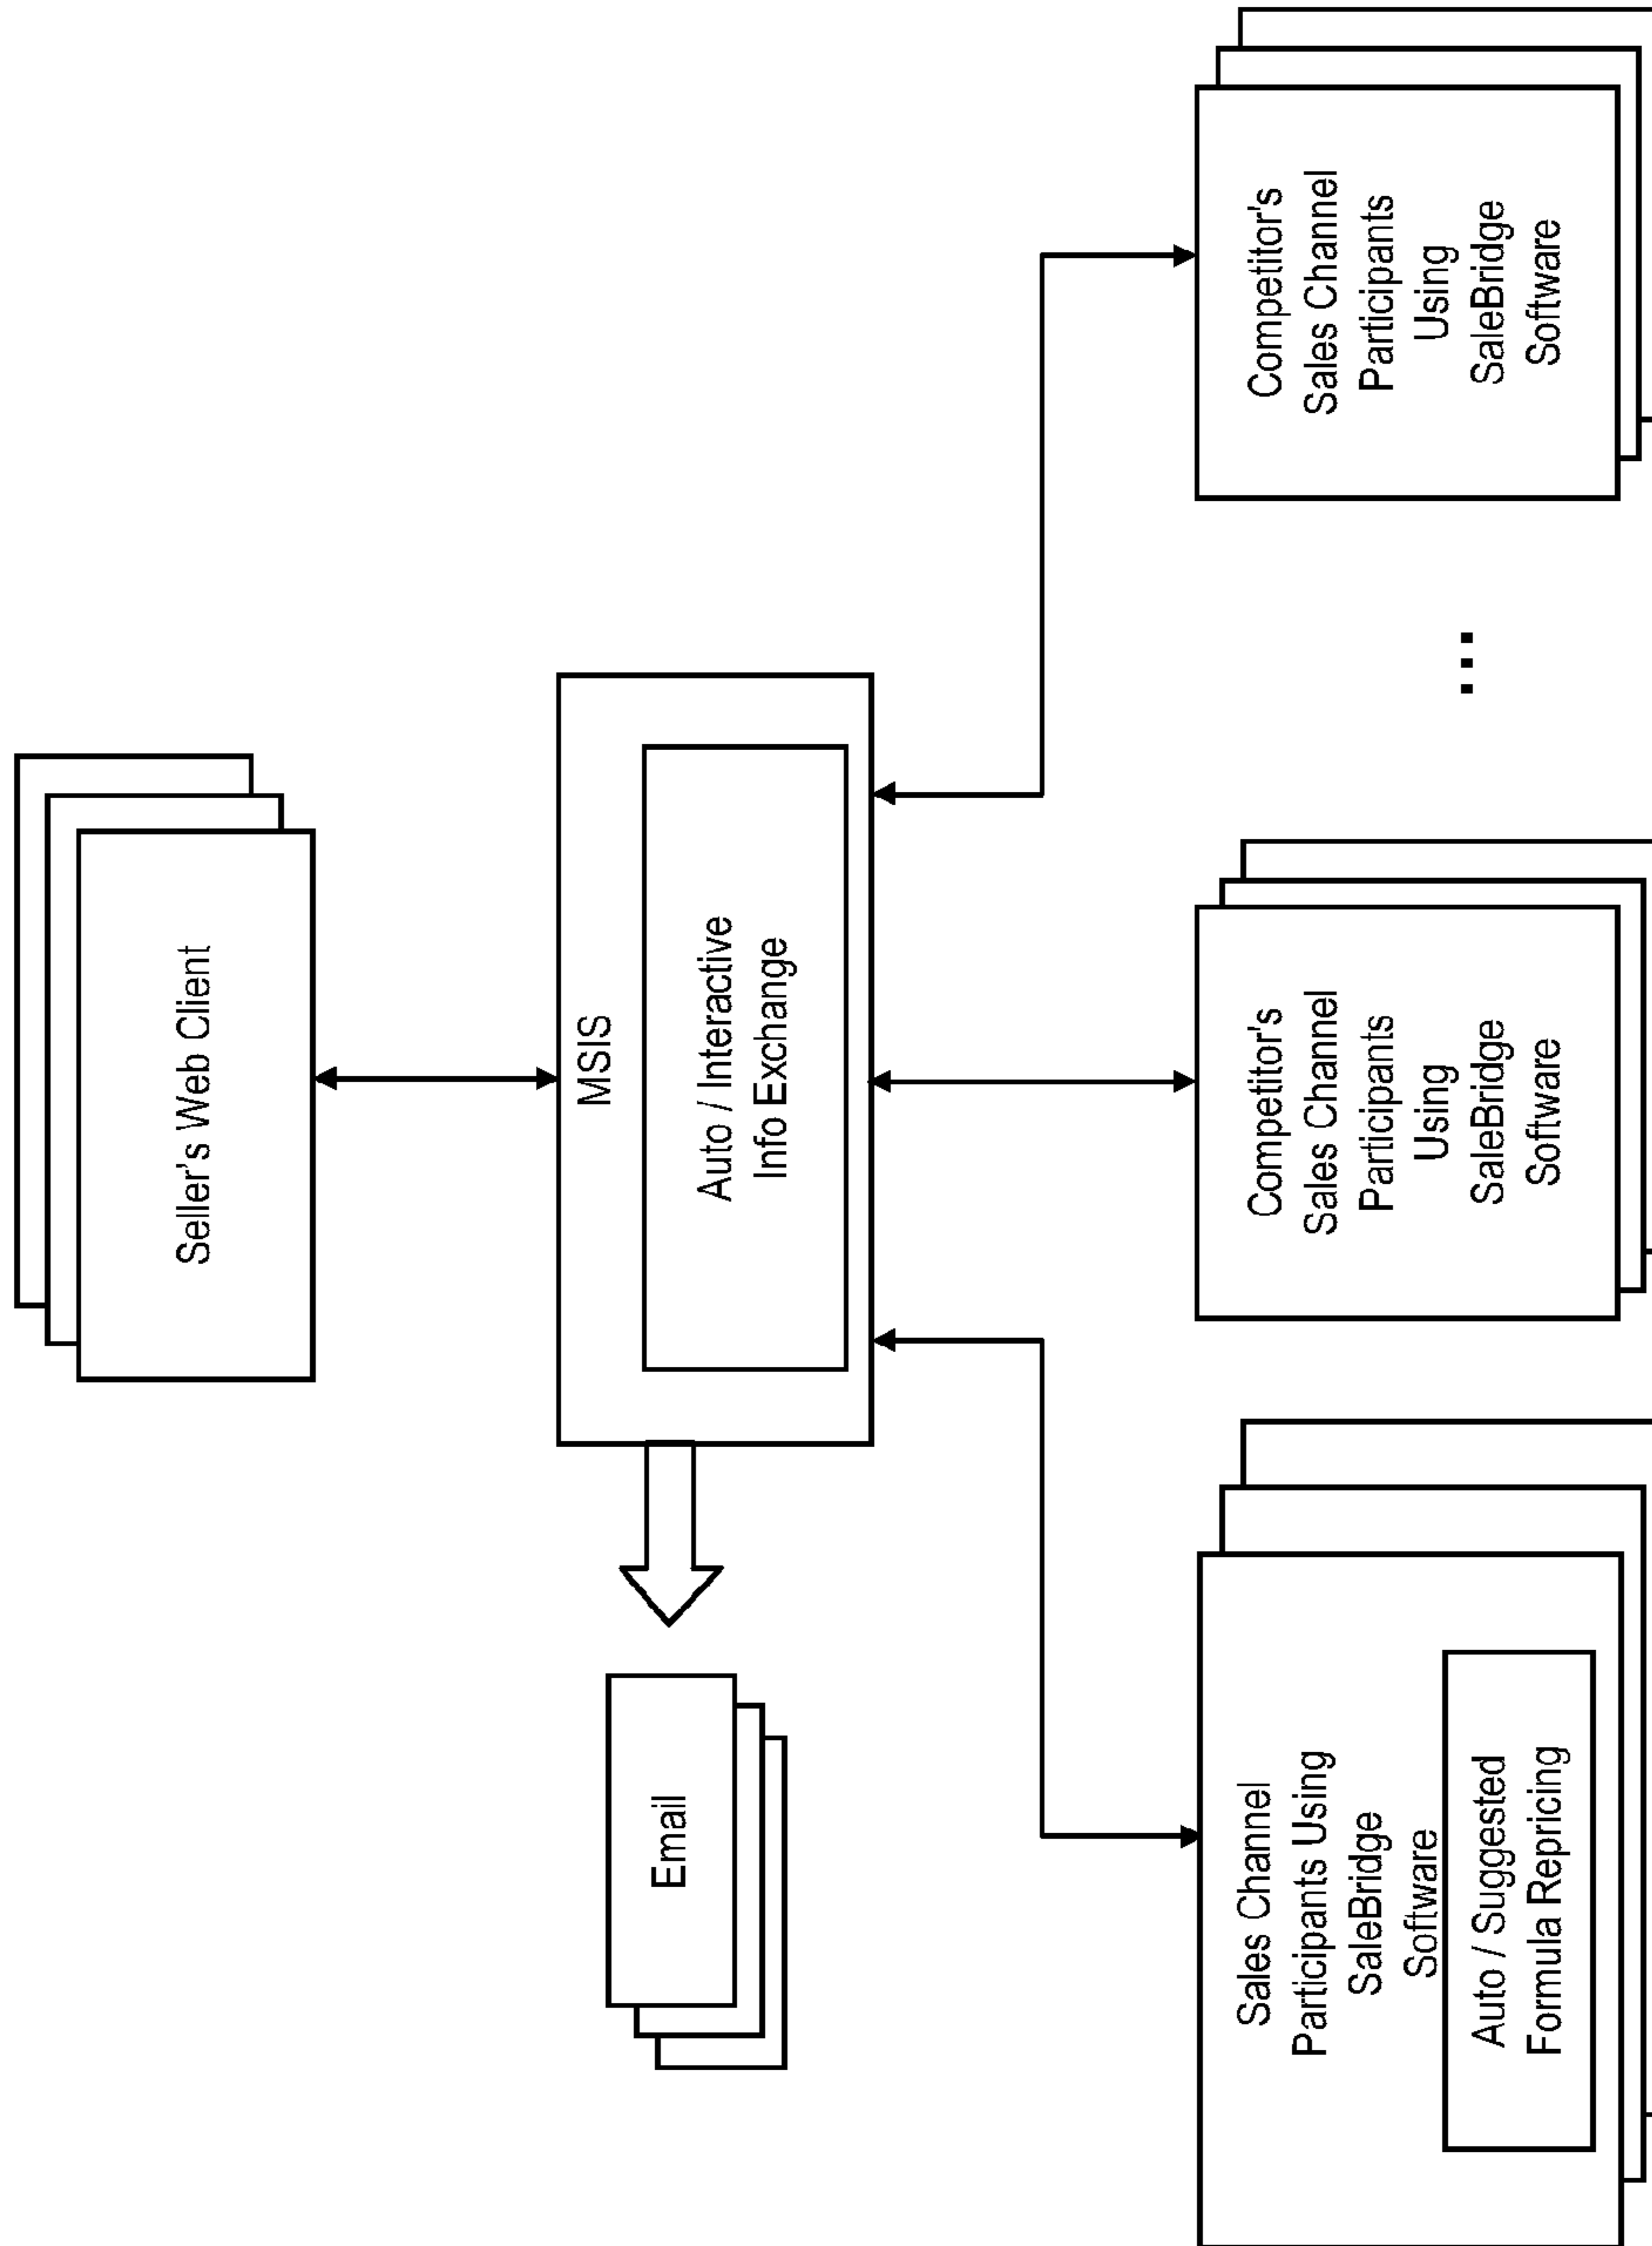 Seller's Web Client
MSIS
Auto / Interactive
Info Exchange
Email
Sales Channel
Participants Using
SaleBridge
Software
Auto / Suggested
Formula Repricing
Competitor's
Sales Channel
Participants
Using
SaleBridge
Software
...
Competitor's
Sales Channel
Participants
Using
SaleBridge
Software